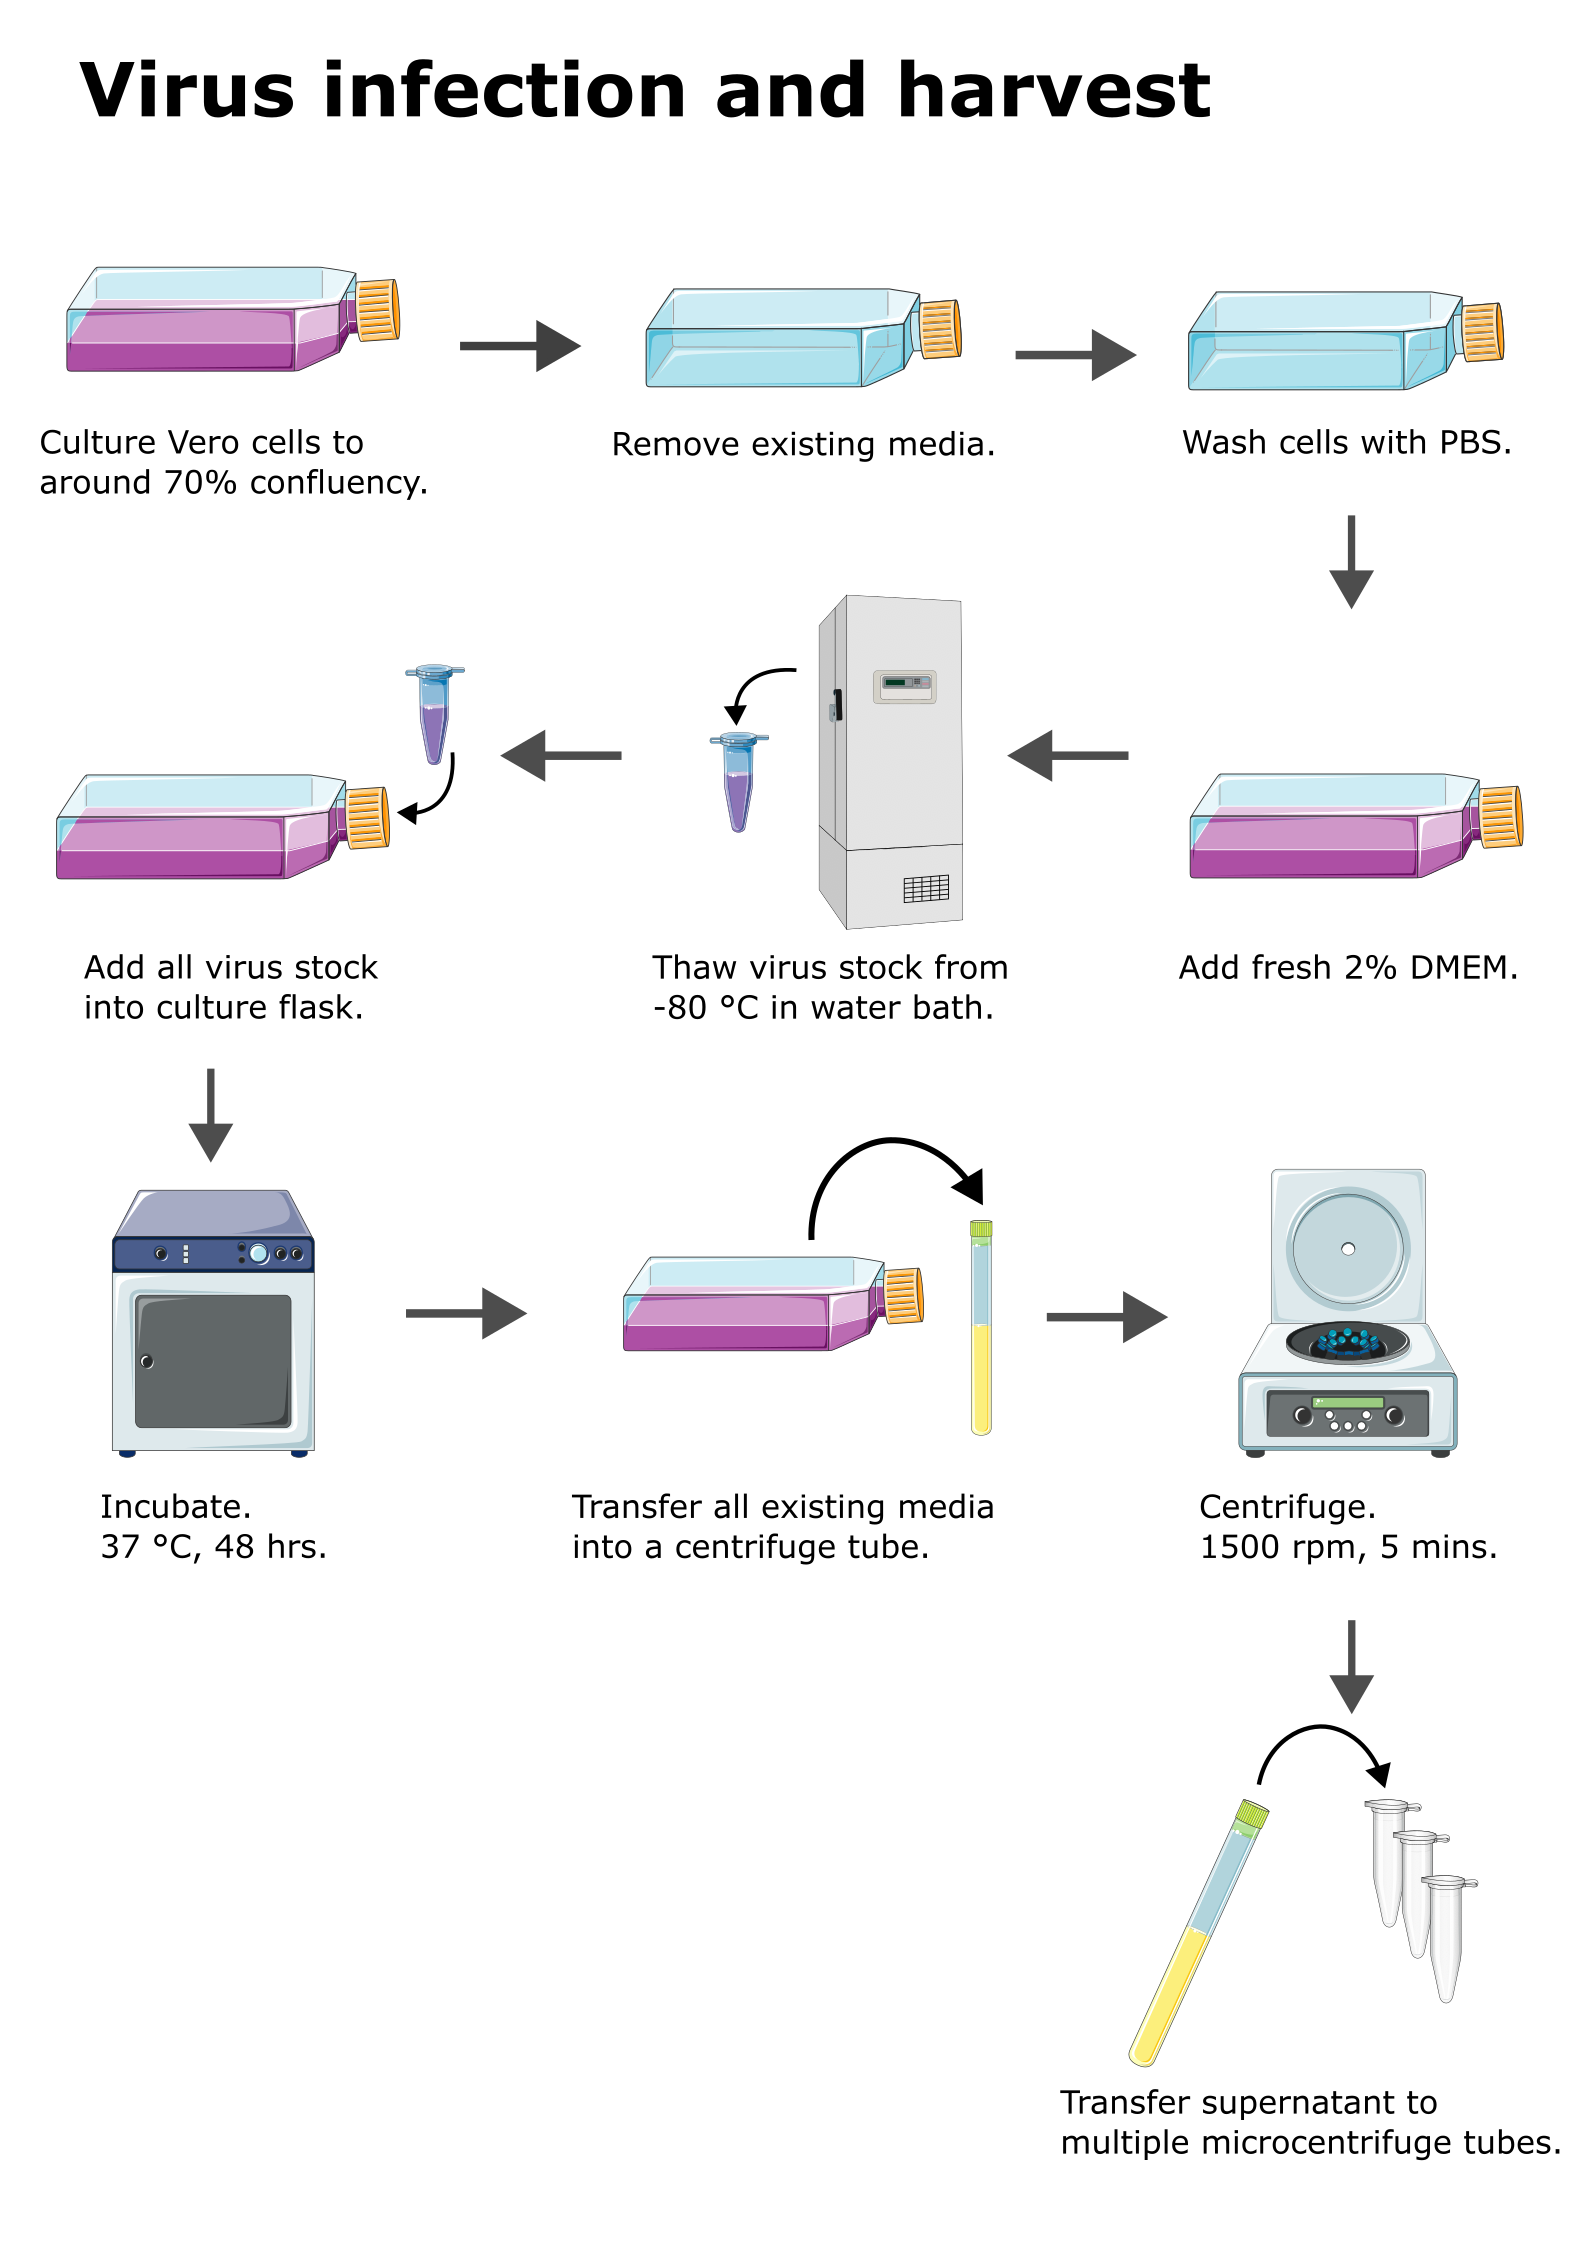 Virus infection and harvest
Culture Vero cells to
around 70% confluency.
Remove existing media.
Wash cells with PBS.
Add fresh 2% DMEM.
Thaw virus stock from
-80 °C in water bath.
Add all virus stock
into culture flask.
Incubate.
37 °C, 48 hrs.
Transfer all existing media
into a centrifuge tube.
Centrifuge.
1500 rpm, 5 mins.
Transfer supernatant to
multiple microcentrifuge tubes.